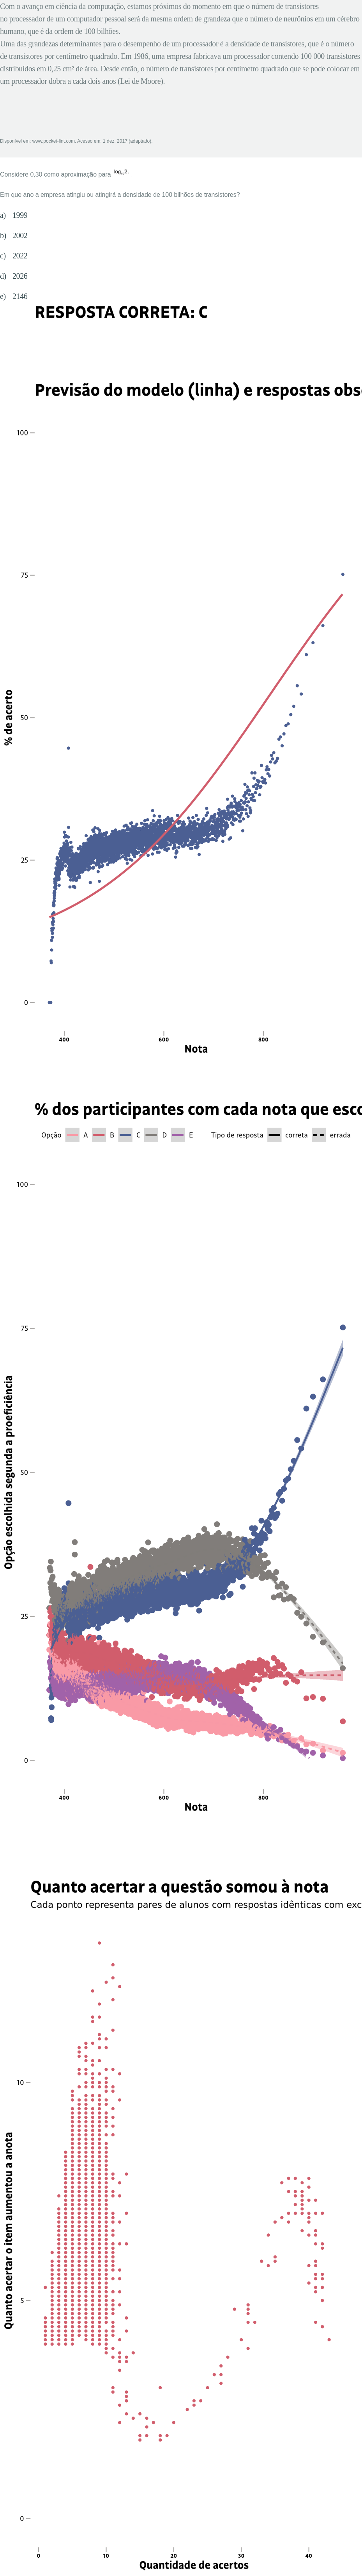 Com o avanço em ciência da computação, estamos próximos do momento em que o número de transistores
no processador de um computador pessoal será da mesma ordem de grandeza que o número de neurônios em um cérebro
humano, que é da ordem de 100 bilhões.
Uma das grandezas determinantes para o desempenho de um processador é a densidade de transistores, que é o número
de transistores por centímetro quadrado. Em 1986, uma empresa fabricava um processador contendo 100 000 transistores
distribuídos em 0,25 cm² de área. Desde então, o número de transistores por centímetro quadrado que se pode colocar em
um processador dobra a cada dois anos (Lei de Moore).
Disponível em: www.pocket-lint.com. Acesso em: 1 dez. 2017 (adaptado).
Considere 0,30 como aproximação para log₁₀2.
Em que ano a empresa atingiu ou atingirá a densidade de 100 bilhões de transistores?
a) 1999
b) 2002
c) 2022
d) 2026
e) 2146
RESPOSTA CORRETA: C
Previsão do modelo (linha) e respostas obs
100
75
50
25
0
% de acerto
400 600 800
Nota
% dos participantes com cada nota que esco
Opção A B C D E Tipo de resposta correta errada
100
75
50
25
0
Opção escolhida segunda a proeficiência
400 600 800
Nota
Quanto acertar a questão somou à nota
Cada ponto representa pares de alunos com respostas idênticas com exc
10
5
0
Quanto acertar o item aumentou a anota
0 10 20 30 40
Quantidade de acertos